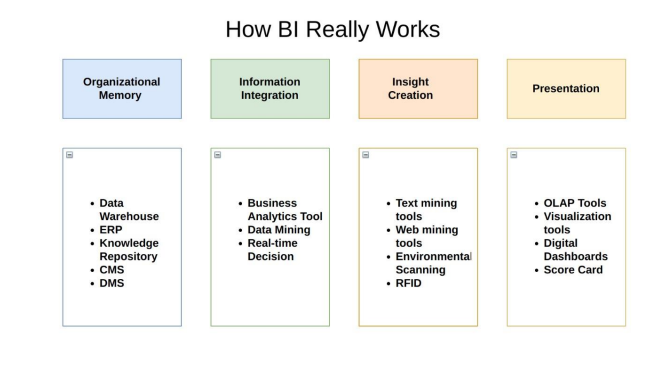 How BI Really Works
Organizational
Memory
Information
Integration
Insight
Creation
Presentation
• Data
Warehouse
• ERP
• Knowledge
Repository
• CMS
• DMS
• Business
Analytics Tool
• Data Mining
• Real-time
Decision
• Text mining
tools
• Web mining
tools
• Environmental
Scanning
• RFID
• OLAP Tools
• Visualization
tools
• Digital
Dashboards
• Score Card